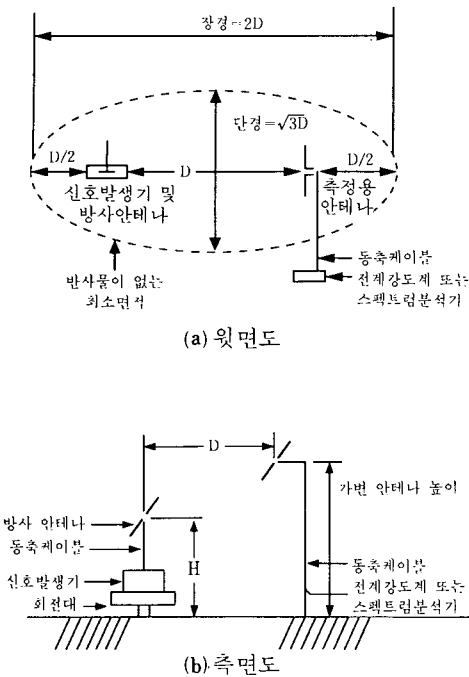 장경=2D
단경=√3D
D/2
D
D/2
신호발생기 및
방사안테나
측정용
안테나
반사물이 없는
최소면적
동축케이블
전계강도계 또는
스펙트럼분석기
(a) 윗면도
D
가변 안테나 높이
방사 안테나
동축케이블
H
신호발생기
회전대
동축케이블
전계강도계 또는
스펙트럼분석기
(b) 측면도